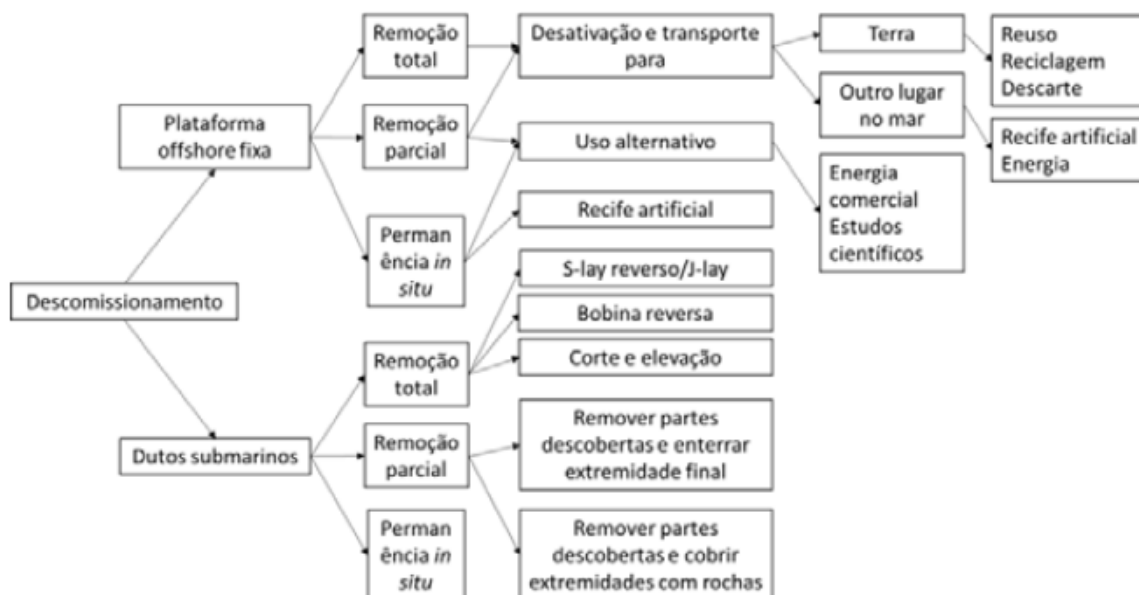 Descomissionamento
Plataforma
offshore fixa
Dutos submarinos
Remoção
total
Remoção
parcial
Perman
ência in
situ
Remoção
total
Remoção
parcial
Perman
ência in
situ
Desativação e transporte
para
Uso alternativo
Recife artificial
S-lay reverso/J-lay
Bobina reversa
Corte e elevação
Remover partes
descobertas e enterrar
extremidade final
Remover partes
descobertas e cobrir
extremidades com rochas
Terra
Outro lugar
no mar
Energia
comercial
Estudos
científicos
Reuso
Reciclagem
Descarte
Recife artificial
Energia